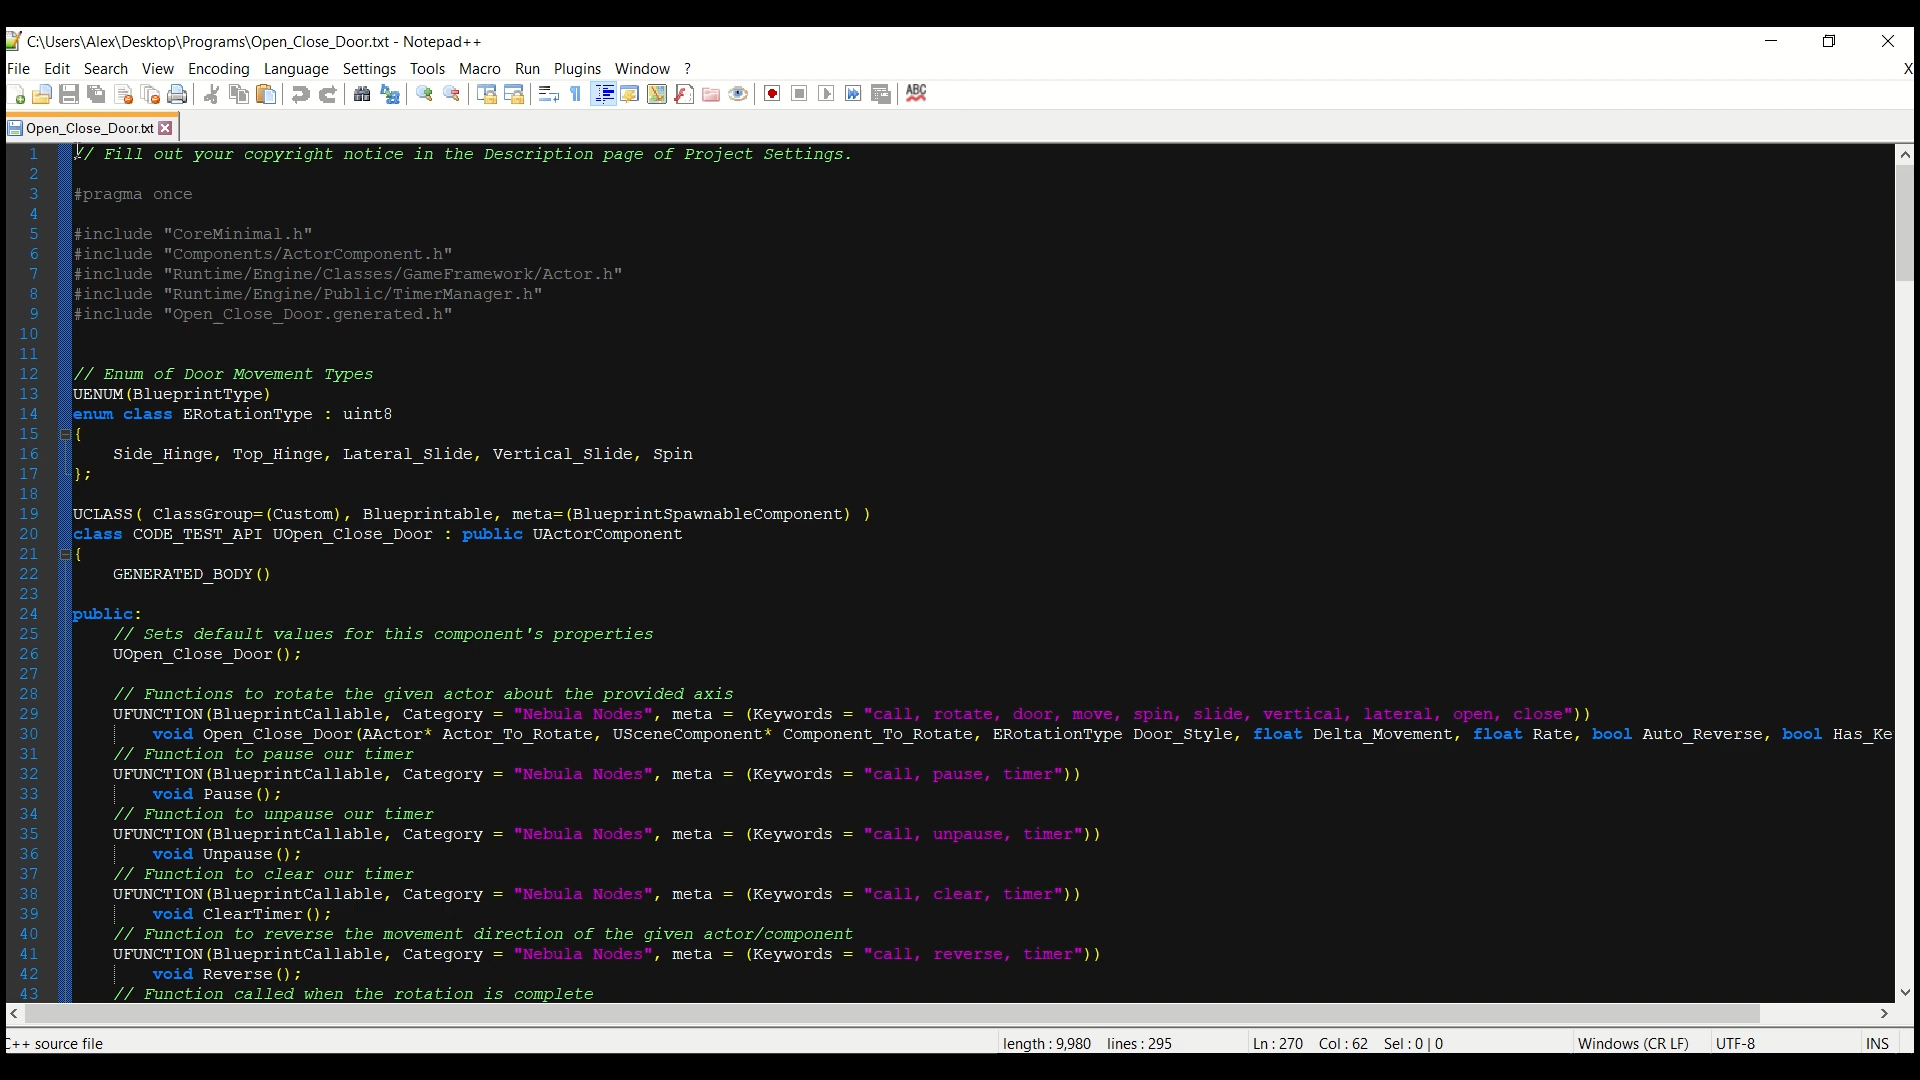 C:\Users\Alex\Desktop\Programs\Open_Close_Door.txt - Notepad++
File Edit Search View Encoding Language Settings Tools Macro Run Plugins Window ?
X
ABC
Open_Close_Door.txt
1 // Fill out your copyright notice in the Description page of Project Settings.
2
3 #pragma once
4
5 #include "CoreMinimal.h"
6 #include "Components/ActorComponent.h"
7 #include "Runtime/Engine/Classes/GameFramework/Actor.h"
8 #include "Runtime/Engine/Public/TimerManager.h"
9 #include "Open_Close_Door.generated.h"
10
11
12 // Enum of Door Movement Types
13 UENUM(BlueprintType)
14 enum class ERotationType : uint8
15 {
16 Side_Hinge, Top_Hinge, Lateral_Slide, Vertical_Slide, Spin
17 };
18
19 UCLASS( ClassGroup=(Custom), Blueprintable, meta=(BlueprintSpawnableComponent) )
20 class CODE_TEST_API UOpen_Close_Door : public UActorComponent
21 {
22 GENERATED_BODY()
23
24 public:
25 // Sets default values for this component's properties
26 UOpen_Close_Door();
27
28 // Functions to rotate the given actor about the provided axis
29 UFUNCTION(BlueprintCallable, Category = "Nebula Nodes", meta = (Keywords = "call, rotate, door, move, spin, slide, vertical, lateral, open, close"))
30 void Open_Close_Door(AActor* Actor_To_Rotate, USceneComponent* Component_To_Rotate, ERotationType Door_Style, float Delta_Movement, float Rate, bool Auto_Reverse, bool Has_Ke
31 // Function to pause our timer
32 UFUNCTION(BlueprintCallable, Category = "Nebula Nodes", meta = (Keywords = "call, pause, timer"))
33 void Pause();
34 // Function to unpause our timer
35 UFUNCTION(BlueprintCallable, Category = "Nebula Nodes", meta = (Keywords = "call, unpause, timer"))
36 void Unpause();
37 // Function to clear our timer
38 UFUNCTION(BlueprintCallable, Category = "Nebula Nodes", meta = (Keywords = "call, clear, timer"))
39 void ClearTimer();
40 // Function to reverse the movement direction of the given actor/component
41 UFUNCTION(BlueprintCallable, Category = "Nebula Nodes", meta = (Keywords = "call, reverse, timer"))
42 void Reverse();
43 // Function called when the rotation is complete
C++ source file length : 9,980 lines : 295 Ln : 270 Col : 62 Sel : 0 | 0 Windows (CR LF) UTF-8 INS